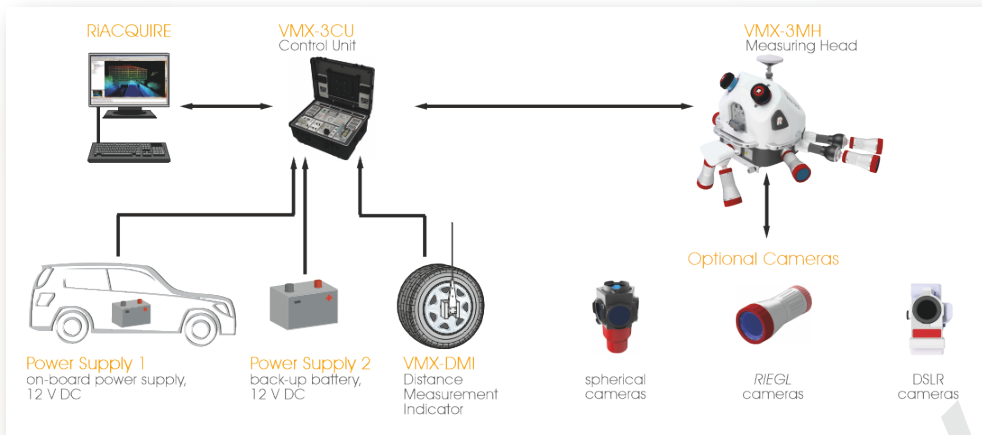 RIACQUIRE
VMX-3CU
Control Unit
VMX-3MH
Measuring Head
Optional Cameras
Power Supply 1
on-board power supply,
12 V DC
Power Supply 2
back-up battery,
12 V DC
VMX-DMI
Distance
Measurement
Indicator
spherical
cameras
RIEGL
cameras
DSLR
cameras